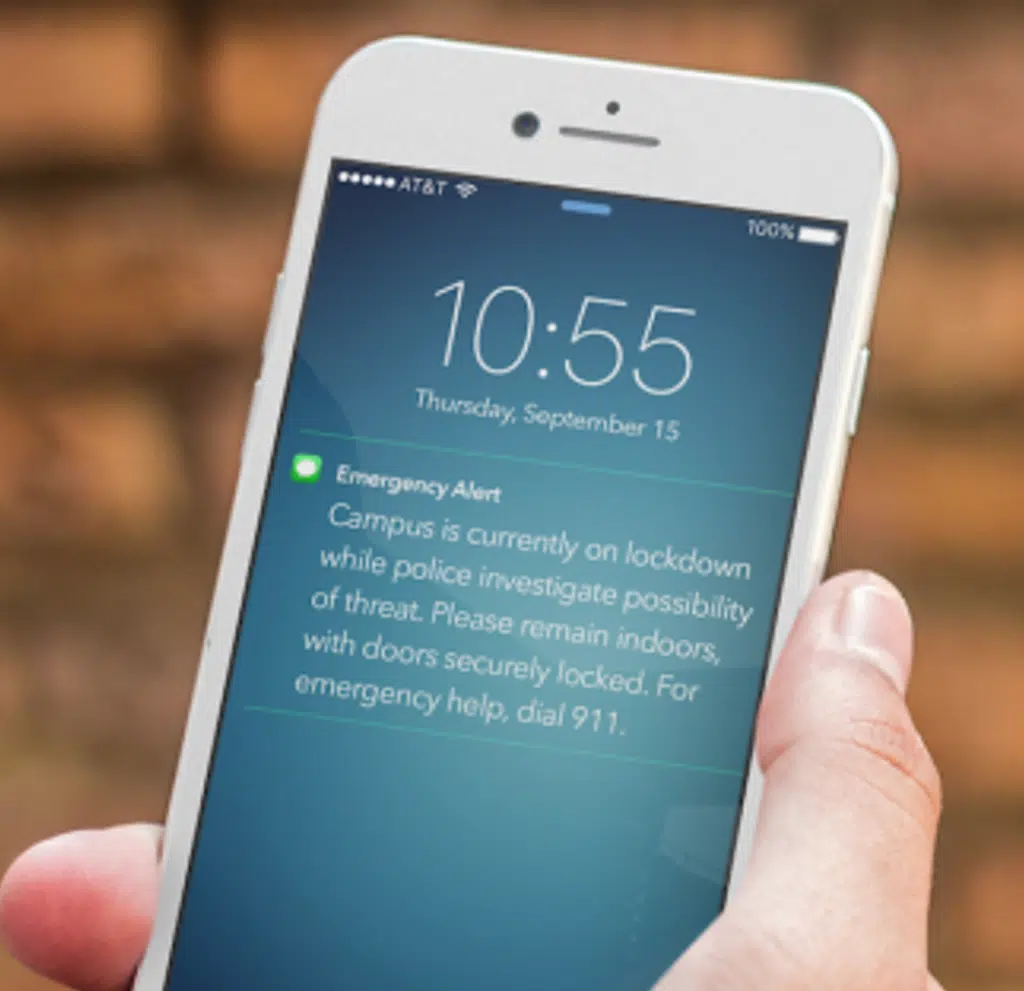 AT&T
100%
10:55
Thursday, September 15
Emergency Alert
Campus is currently on lockdown
while police investigate possibility
of threat. Please remain indoors,
with doors securely locked. For
emergency help, dial 911.